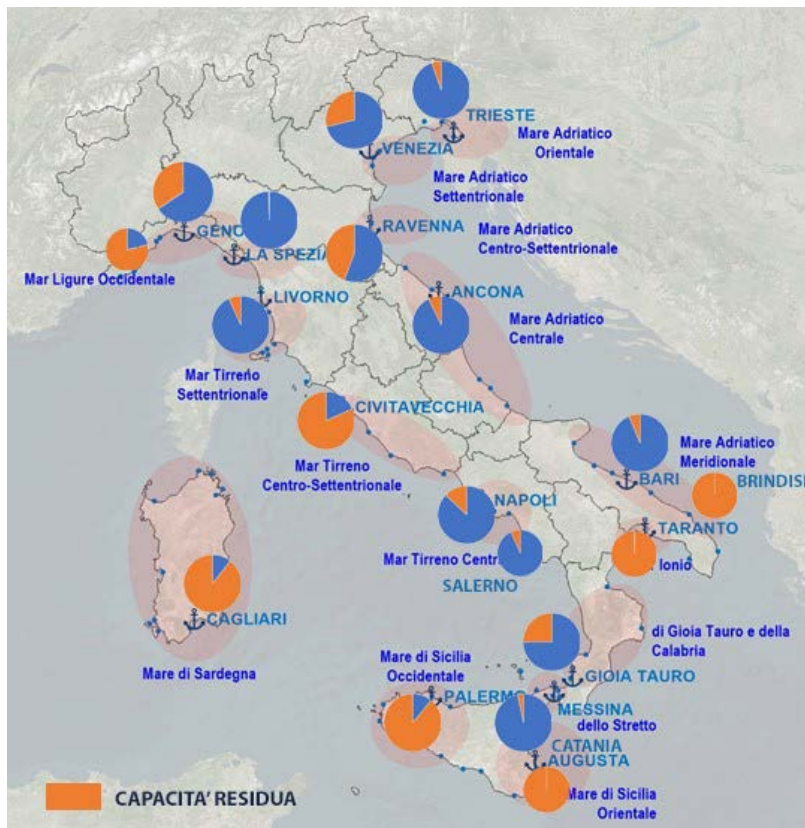 TRIESTE
Mare Adriatico
Orientale
VENEZIA
Mare Adriatico
Settentrionale
RAVENNA
Mare Adriatico
Centro-Settentrionale
GENO
LA SPEZIA
Mar Ligure Occidentale
LIVORNO
ANCONA
Mare Adriatico
Centrale
Mar Tirreno
Settentrionale
CIVITAVECCHIA
Mar Tirreno
Centro-Settentrionale
Mare Adriatico
Meridionale
BARI
BRINDISI
NAPOLI
TARANTO
Mar Tirreno Centr
Ionio
SALERNO
CAGLIARI
Mare di Sardegna
di Gioia Tauro e della
Calabria
Mare di Sicilia
Occidentale
GIOIA TAURO
PALERMO
MESSINA
dello Stretto
CATANIA
AUGUSTA
Mare di Sicilia
Orientale
CAPACITA' RESIDUA